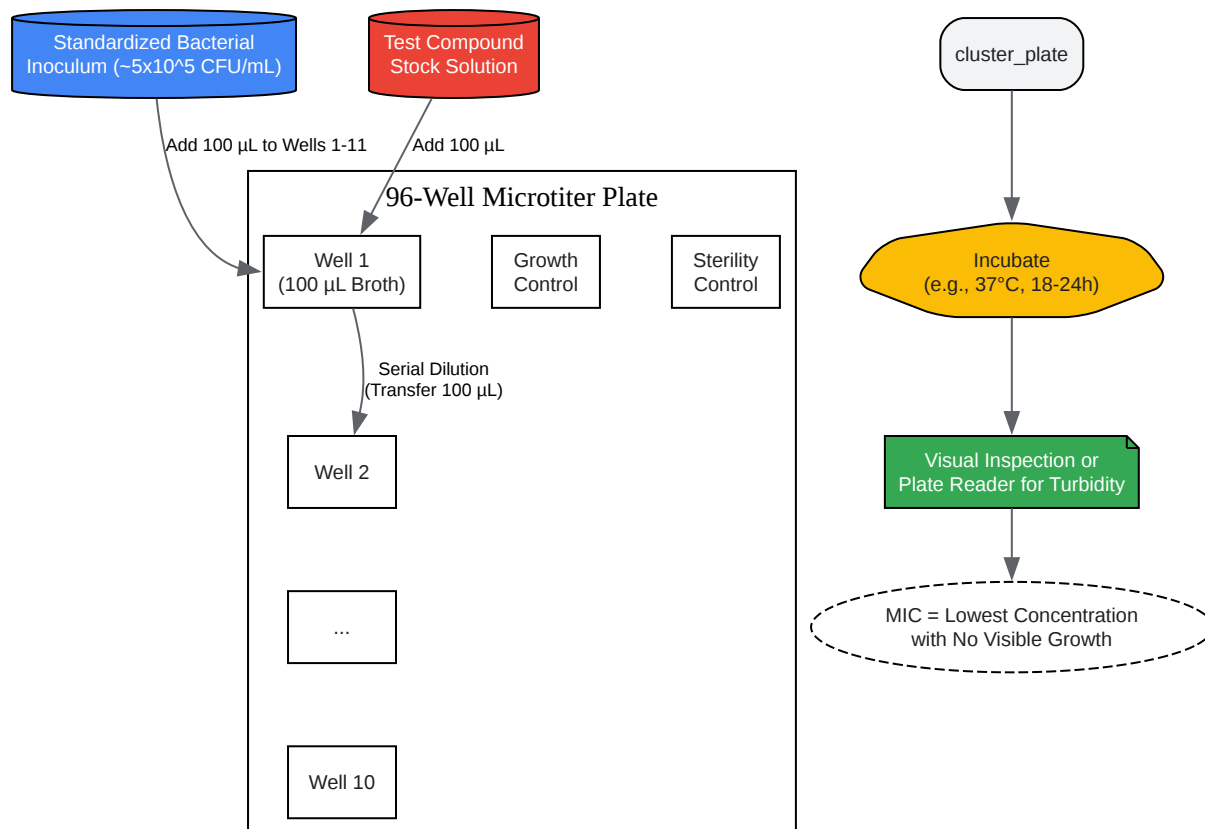 Standardized Bacterial
Inoculum (~5x10^5 CFU/mL)
Test Compound
Stock Solution
cluster_plate
Add 100 µL to Wells 1-11
Add 100 µL
96-Well Microtiter Plate
Well 1
(100 µL Broth)
Growth
Control
Sterility
Control
Incubate
(e.g., 37°C, 18-24h)
Serial Dilution
(Transfer 100 µL)
Well 2
Visual Inspection or
Plate Reader for Turbidity
...
MIC = Lowest Concentration
with No Visible Growth
Well 10